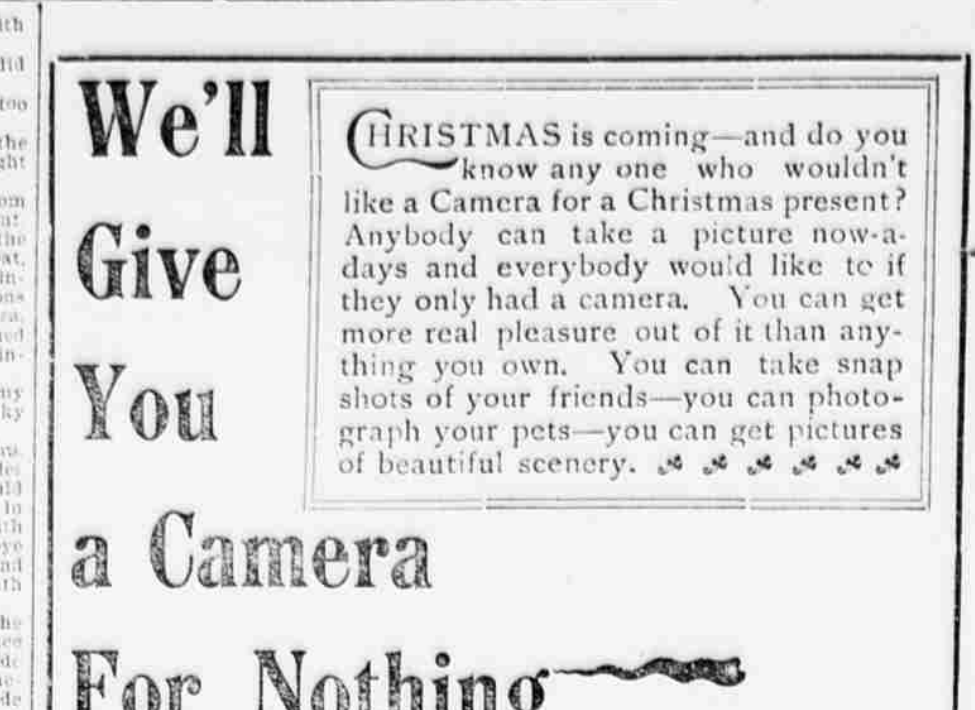 We'll
Give
You
a Camera
For Nothing
CHRISTMAS is coming—and do you
know any one who wouldn't
like a Camera for a Christmas present?
Anybody can take a picture now-a-
days and everybody would like to if
they only had a camera. You can get
more real pleasure out of it than any-
thing you own. You can take snap
shots of your friends—you can photo-
graph your pets—you can get pictures
of beautiful scenery.